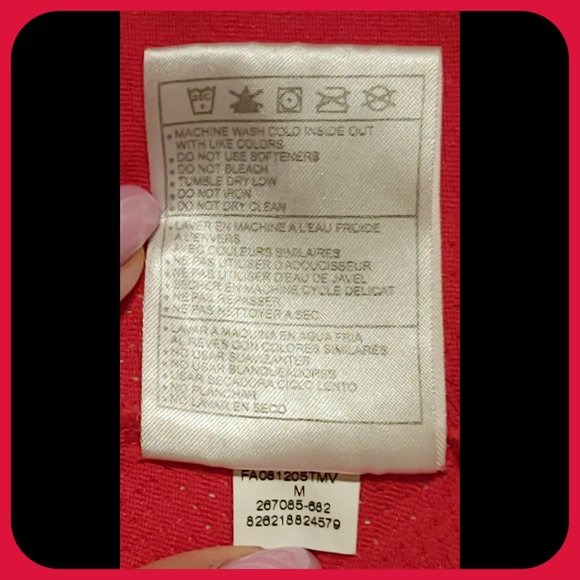 • MACHINE WASH COLD INSIDE OUT
WITH LIKE COLORS
• DO NOT USE SOFTENERS
• DO NOT BLEACH
• TUMBLE DRY LOW
• DO NOT IRON
• DO NOT DRY CLEAN
• LAVER EN MACHINE A L'EAU FROIDE
A L'ENVERS
AVEC COULEURS SIMILAIRES
• NE PAS UTILISER D'ADOUCISSEUR
• NE PAS UTILISER D'EAU DE JAVEL
• SECHER EN MACHINE CYCLE DELICAT
• NE PAS REPASSER
• NE PAS NETTOYER A SEC
• LAVAR A MAQUINA EN AGUA FRIA
AL REVES CON COLORES SIMILARES
• NO USAR SUAVIZANTES
• NO USAR BLANQUEADORES
• USAR SECADORA CICLO LENTO
• NO PLANCHAR
• NO LAVAR EN SECO
FA081205TMV
M
267085-682
826218824579